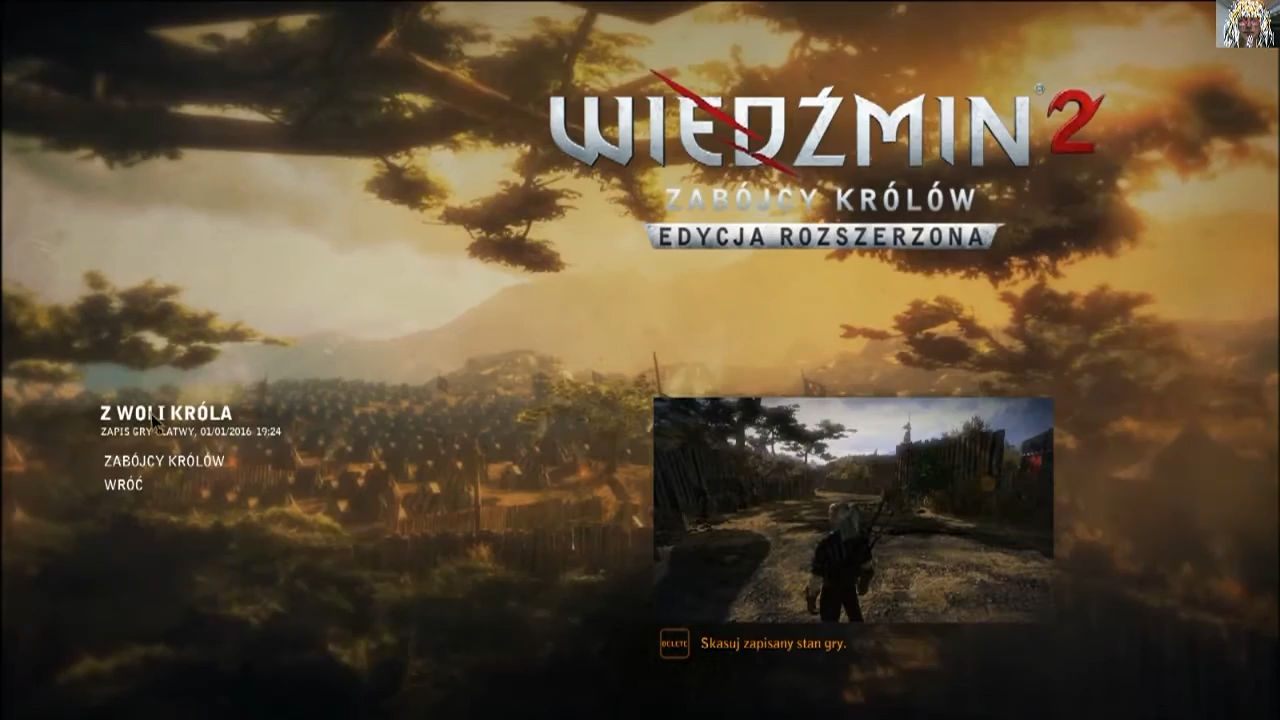 WIEDŹMIN® 2
ZABÓJCY KRÓLÓW
EDYCJA ROZSZERZONA
Z WOLI KRÓLA
ZAPIS GRY ŁATWY, 01/01/2016 19:24
ZABÓJCY KRÓLÓW
WRÓĆ
DELETE Skasuj zapisany stan gry.